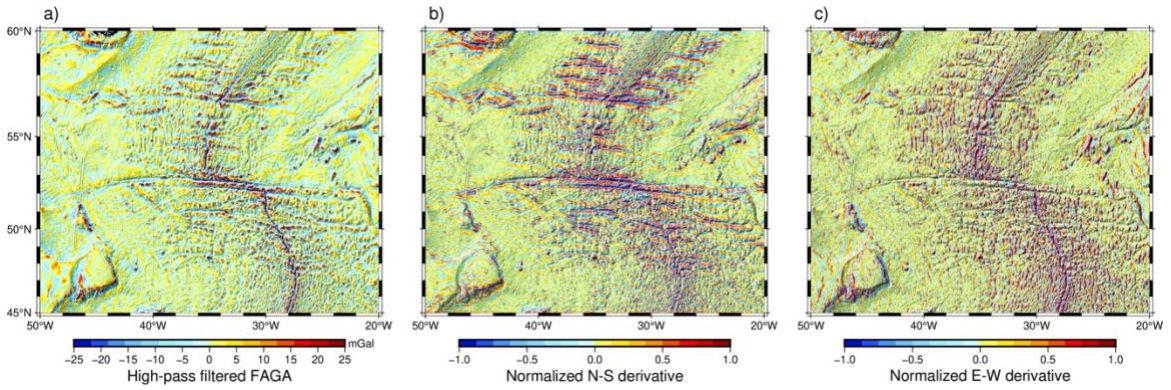 a)
b)
c)
60°N
55°N
50°N
45°N
50°W 40°W 30°W 20°W
50°W 40°W 30°W 20°W
50°W 40°W 30°W 20°W
mGal
−25 −20 −15 −10 −5 0 5 10 15 20 25
High-pass filtered FAGA
−1.0 −0.5 0.0 0.5 1.0
Normalized N-S derivative
−1.0 −0.5 0.0 0.5 1.0
Normalized E-W derivative